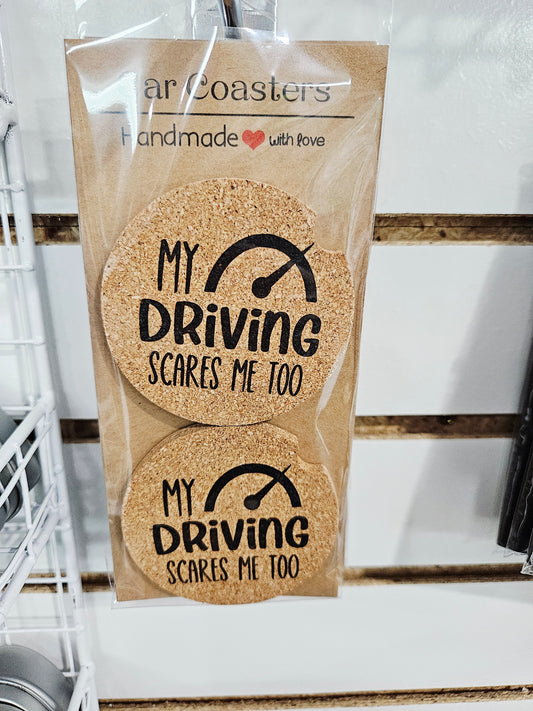 ar Coasters
Handmade with love
MY
DRiViNG
SCARES ME TOO
MY
DRiViNG
SCARES ME TOO